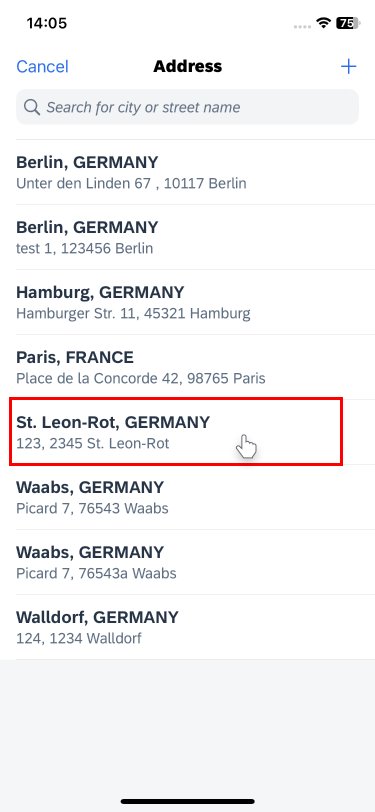 14:05
75
Cancel
Address
Search for city or street name
Berlin, GERMANY
Unter den Linden 67 , 10117 Berlin
Berlin, GERMANY
test 1, 123456 Berlin
Hamburg, GERMANY
Hamburger Str. 11, 45321 Hamburg
Paris, FRANCE
Place de la Concorde 42, 98765 Paris
St. Leon-Rot, GERMANY
123, 2345 St. Leon-Rot
Waabs, GERMANY
Picard 7, 76543 Waabs
Waabs, GERMANY
Picard 7, 76543a Waabs
Walldorf, GERMANY
124, 1234 Walldorf